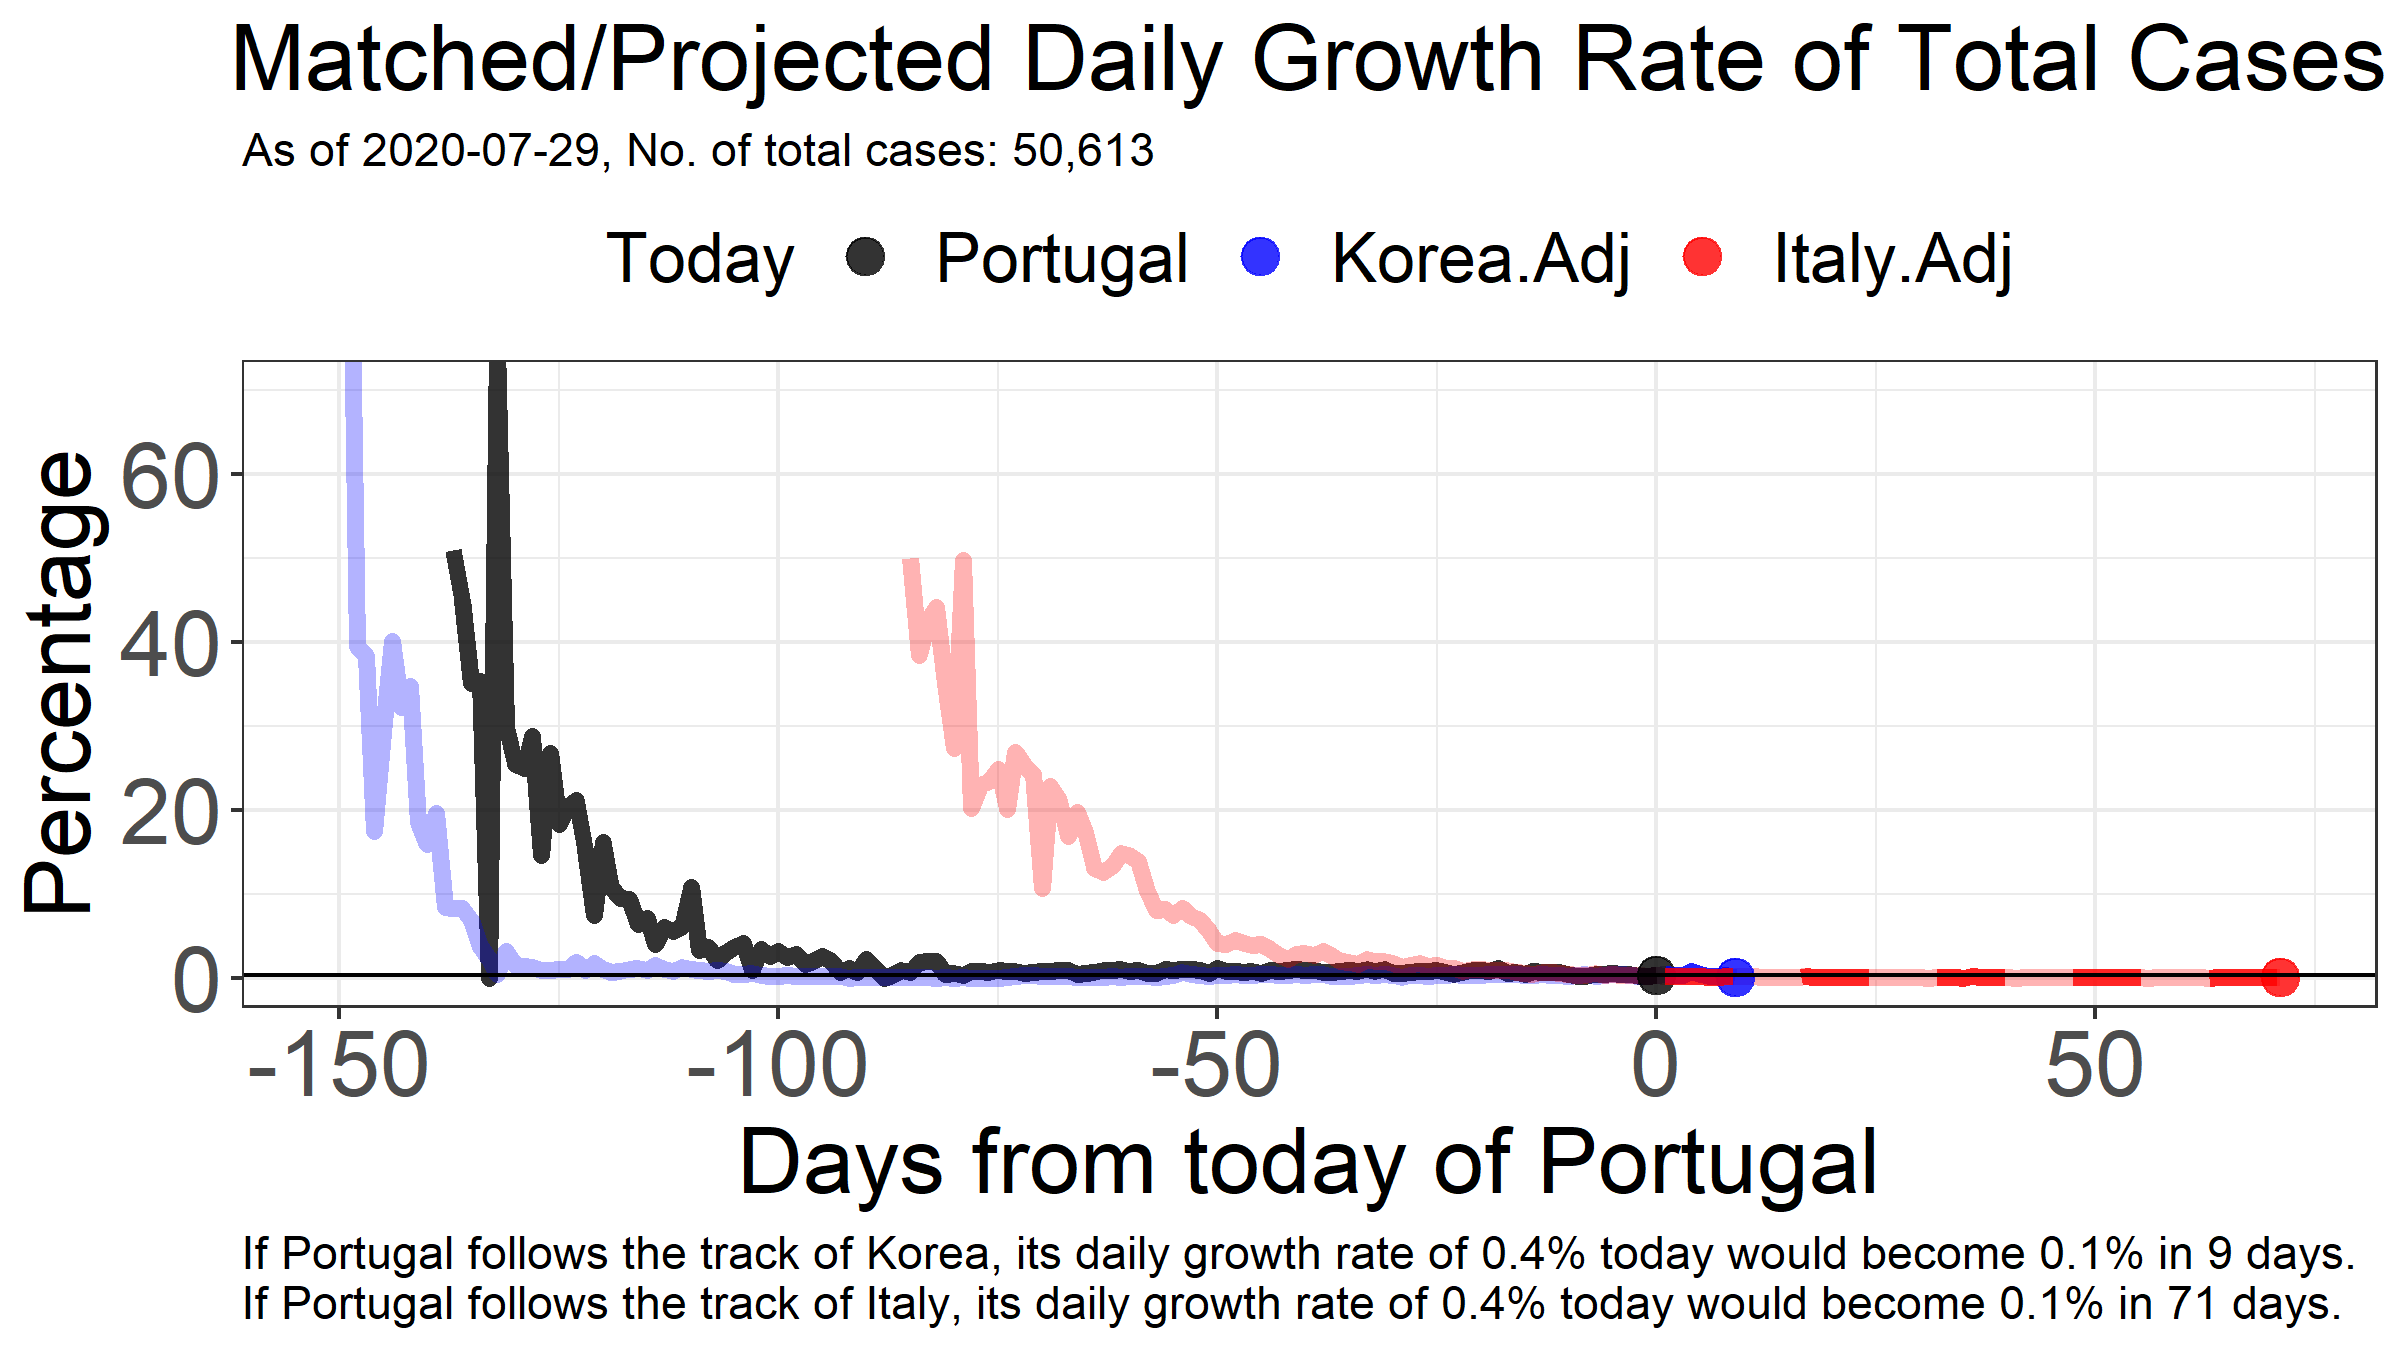 Matched/Projected Daily Growth Rate of Total Cases
As of 2020-07-29, No. of total cases: 50,613
Today Portugal Korea.Adj Italy.Adj
Percentage
60
40
20
0
-150 -100 -50 0 50
Days from today of Portugal
If Portugal follows the track of Korea, its daily growth rate of 0.4% today would become 0.1% in 9 days.
If Portugal follows the track of Italy, its daily growth rate of 0.4% today would become 0.1% in 71 days.